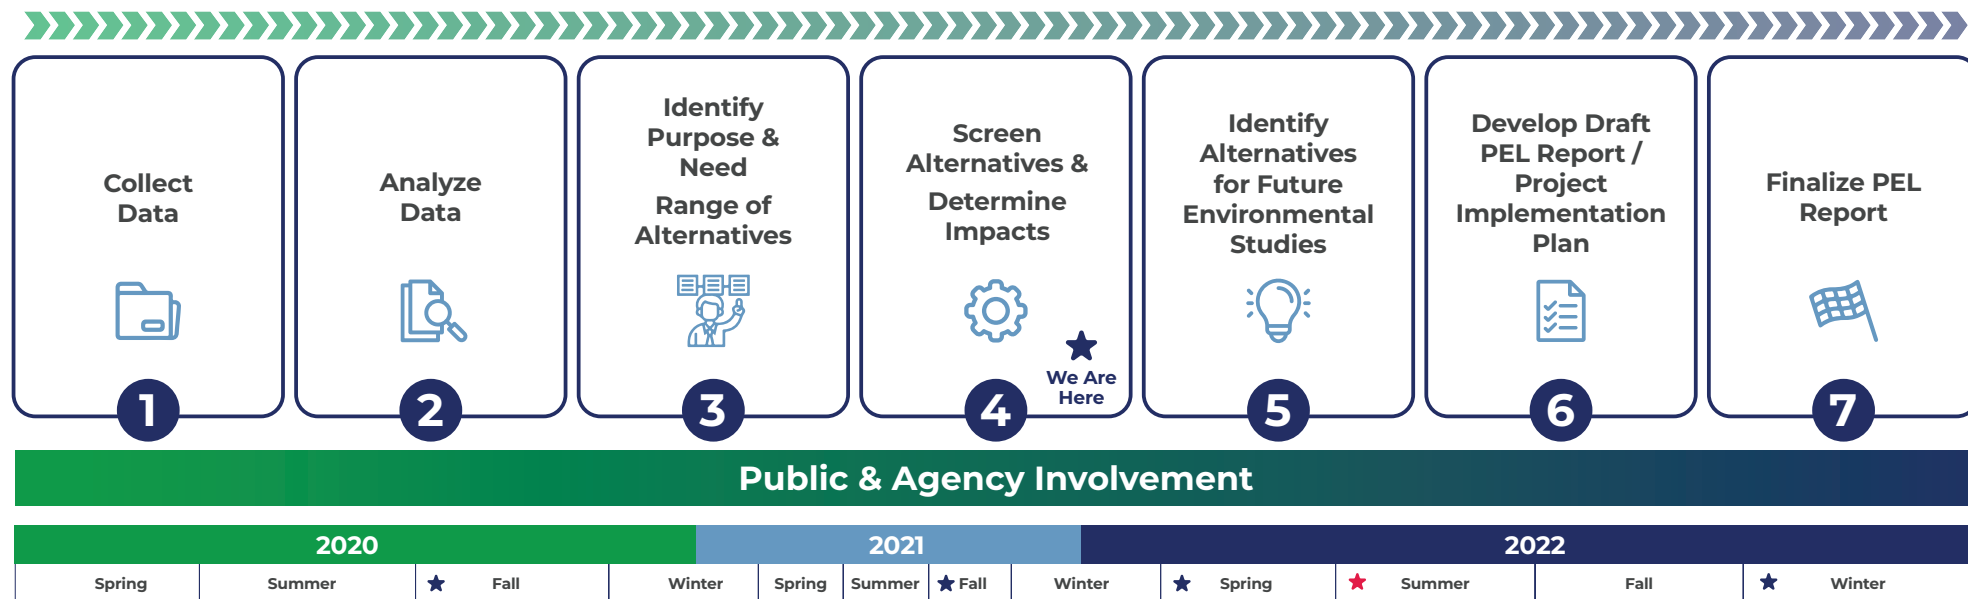 Collect
Data
1
Analyze
Data
2
Identify
Purpose &
Need
Range of
Alternatives
3
Screen
Alternatives &
Determine
Impacts
We Are
Here
4
Identify
Alternatives
for Future
Environmental
Studies
5
Develop Draft
PEL Report /
Project
Implementation
Plan
6
Finalize PEL
Report
7
Public & Agency Involvement
2020 2021 2022
Spring Summer Fall Winter Spring Summer Fall Winter Spring Summer Fall Winter